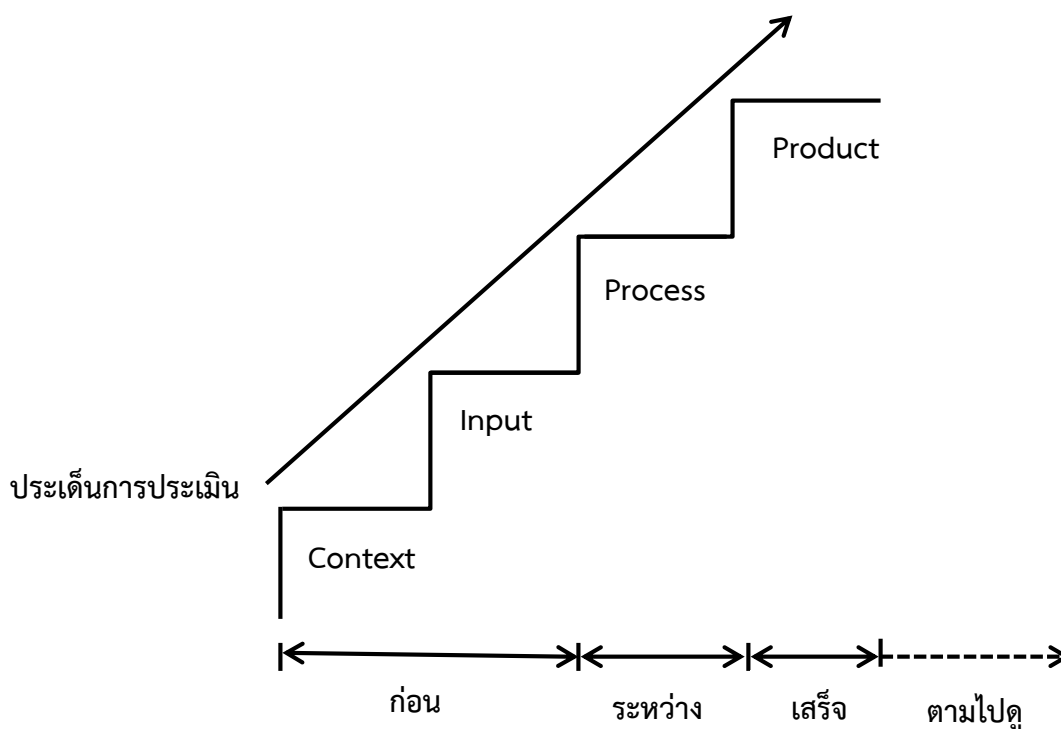 Product
Process
Input
ประเด็นการประเมิน
Context
ก่อน
ระหว่าง
เสร็จ
ตามไปดู